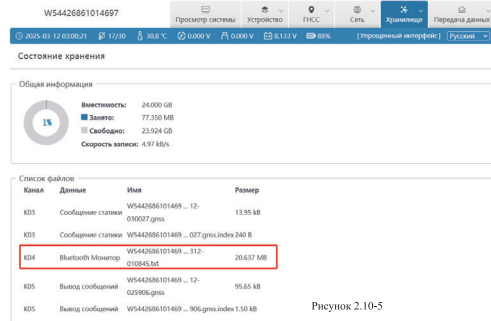 W54426861014697
Просмотр системы
Устройство
ГНСС
Сеть
Хранилище
Передача данных
2025-03-12 03:00:21 17/30 30.8 °C 0.000 V 0.000 V 8.133 V 88% [Упрощенный интерфейс] Русский
Состояние хранения
Общая информация
1%
Вместимость: 24.000 GB
Занято: 77.350 MB
Свободно: 23.924 GB
Скорость записи: 4.97 kB/s
Список файлов
Канал Данные Имя Размер
K03 Сообщение статики W5442686101469 ... 12-
030027.gnss 13.95 kB
K03 Сообщение статики W5442686101469 ... 027.gnss.index 240 B
K04 Bluetooth Монитор W5442686101469 ... 312-
010845.txt 20.637 MB
K05 Вывод сообщений W5442686101469 ... 12-
025906.gnss 95.65 kB
K05 Вывод сообщений W5442686101469 ... 906.gnss.index 1.50 kB
Рисунок 2.10-5